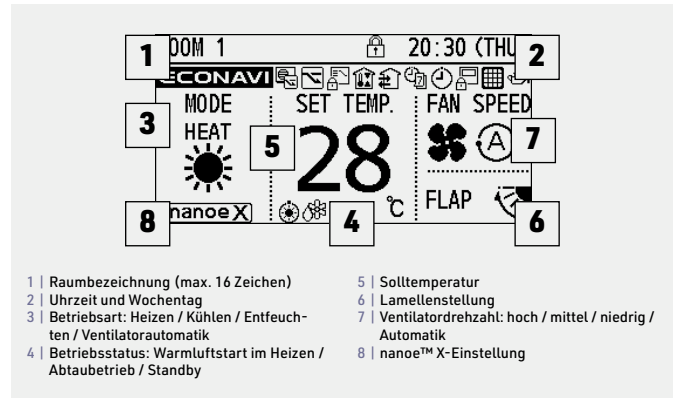 1
OOM 1
20:30 (THU
2
ECONAVI
MODE
SET TEMP.
FAN SPEED
3
HEAT
5
28
A
7
°C
FLAP
8
nanoe X
4
6
1 | Raumbezeichnung (max. 16 Zeichen)
2 | Uhrzeit und Wochentag
3 | Betriebsart: Heizen / Kühlen / Entfeuch-
ten / Ventilatorautomatik
4 | Betriebsstatus: Warmluftstart im Heizen /
Abtaubetrieb / Standby
5 | Solltemperatur
6 | Lamellenstellung
7 | Ventilatordrehzahl: hoch / mittel / niedrig /
Automatik
8 | nanoe™ X-Einstellung